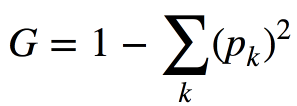 G = 1 − ∑ₖ(pₖ)²